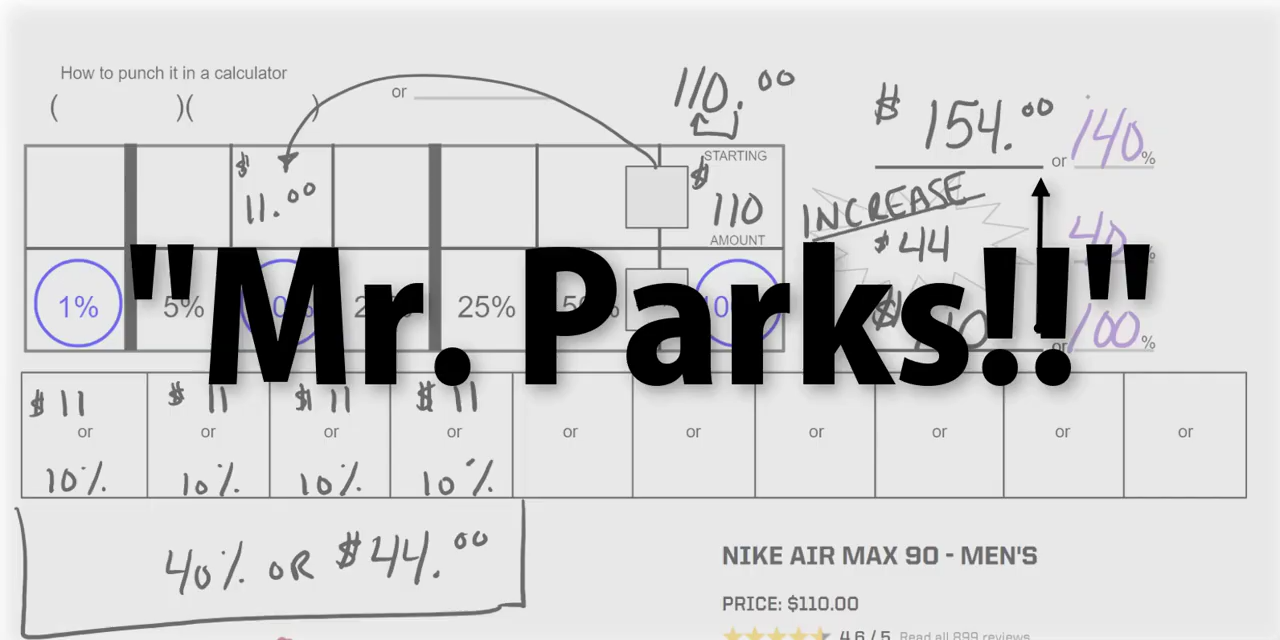 How to punch it in a calculator
( )( ) or
110.00
$ 154.00 or 140 %
STARTING
$ 11.00
$ 110
AMOUNT
INCREASE
$ 44
40 %
1% 5% 25%
or 100 %
"Mr. Parks!!"
$ 11 $ 11 $ 11 $ 11
or or or or or or or or or or
10% 10% 10% 10%
40% OR $44.00
NIKE AIR MAX 90 - MEN'S
PRICE: $110.00
4.6 / 5 Read all 899 reviews